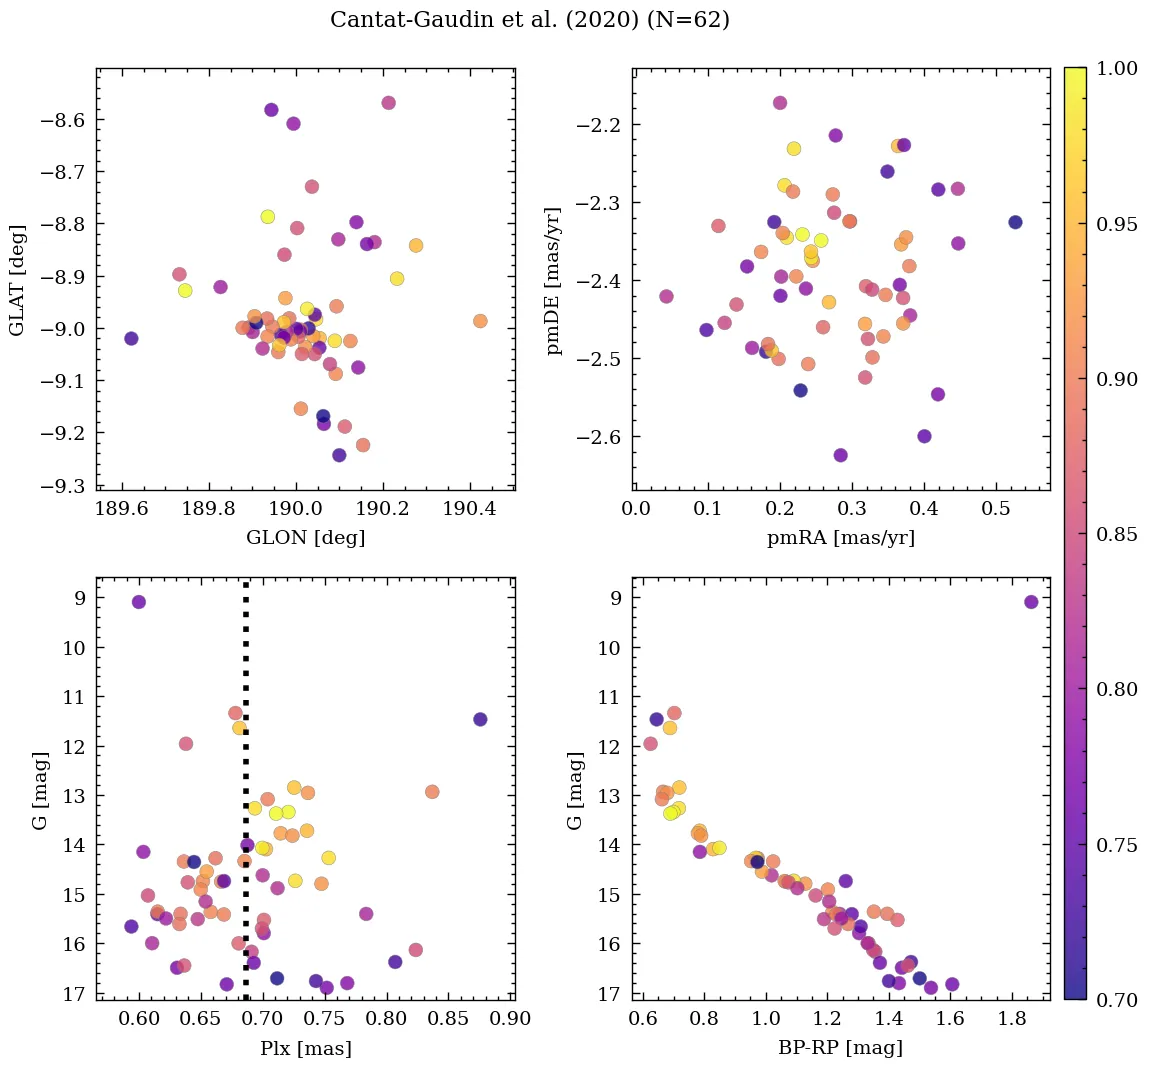 Cantat-Gaudin et al. (2020) (N=62)
GLAT [deg]
−8.6
−8.7
−8.8
−8.9
−9.0
−9.1
−9.2
−9.3
189.6 189.8 190.0 190.2 190.4
GLON [deg]
pmDE [mas/yr]
−2.2
−2.3
−2.4
−2.5
−2.6
0.0 0.1 0.2 0.3 0.4 0.5
pmRA [mas/yr]
G [mag]
9
10
11
12
13
14
15
16
17
0.60 0.65 0.70 0.75 0.80 0.85 0.90
Plx [mas]
G [mag]
9
10
11
12
13
14
15
16
17
0.6 0.8 1.0 1.2 1.4 1.6 1.8
BP-RP [mag]
1.00
0.95
0.90
0.85
0.80
0.75
0.70